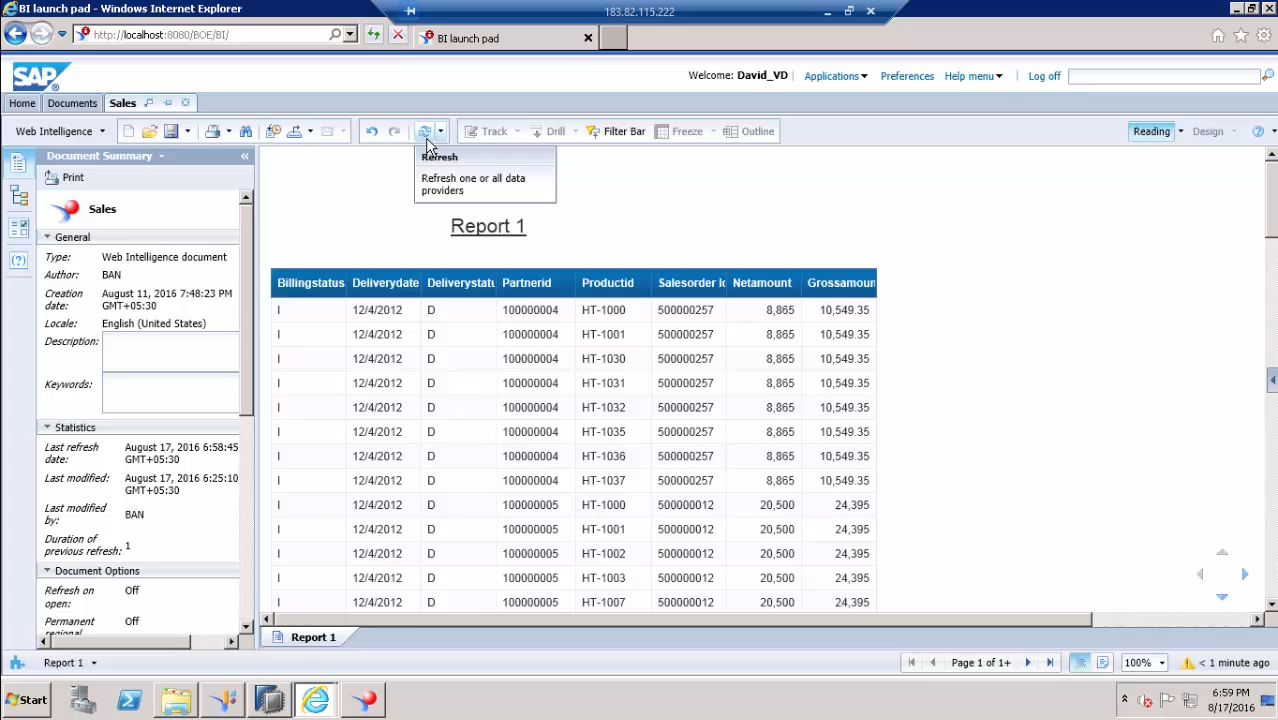 BI launch pad - Windows Internet Explorer
183.82.115.222
http://localhost:8080/BOE/BI/
BI launch pad
SAP
Welcome: David_VD
Applications
Preferences
Help menu
Log off
Home
Documents
Sales
Web Intelligence
Track
Drill
Filter Bar
Freeze
Outline
Reading
Design
Document Summary
Print
Sales
General
Type: Web Intelligence document
Author: BAN
Creation date: August 11, 2016 7:48:23 PM GMT+05:30
Locale: English (United States)
Description:
Keywords:
Statistics
Last refresh date: August 17, 2016 6:58:45 GMT+05:30
Last modified: August 17, 2016 6:25:10 GMT+05:30
Last modified by: BAN
Duration of previous refresh: 1
Document Options
Refresh on open: Off
Permanent regional Off
Refresh
Refresh one or all data
providers
Report 1
Billingstatus Deliverydate Deliverystatu Partnerid Productid Salesorder Ic Netamount Grossamoun
I 12/4/2012 D 100000004 HT-1000 500000257 8,865 10,549.35
I 12/4/2012 D 100000004 HT-1001 500000257 8,865 10,549.35
I 12/4/2012 D 100000004 HT-1030 500000257 8,865 10,549.35
I 12/4/2012 D 100000004 HT-1031 500000257 8,865 10,549.35
I 12/4/2012 D 100000004 HT-1032 500000257 8,865 10,549.35
I 12/4/2012 D 100000004 HT-1035 500000257 8,865 10,549.35
I 12/4/2012 D 100000004 HT-1036 500000257 8,865 10,549.35
I 12/4/2012 D 100000004 HT-1037 500000257 8,865 10,549.35
I 12/4/2012 D 100000005 HT-1000 500000012 20,500 24,395
I 12/4/2012 D 100000005 HT-1001 500000012 20,500 24,395
I 12/4/2012 D 100000005 HT-1002 500000012 20,500 24,395
I 12/4/2012 D 100000005 HT-1003 500000012 20,500 24,395
I 12/4/2012 D 100000005 HT-1007 500000012 20,500 24,395
Report 1
Report 1
Page 1 of 1+
100%
< 1 minute ago
Start
6:59 PM
8/17/2016